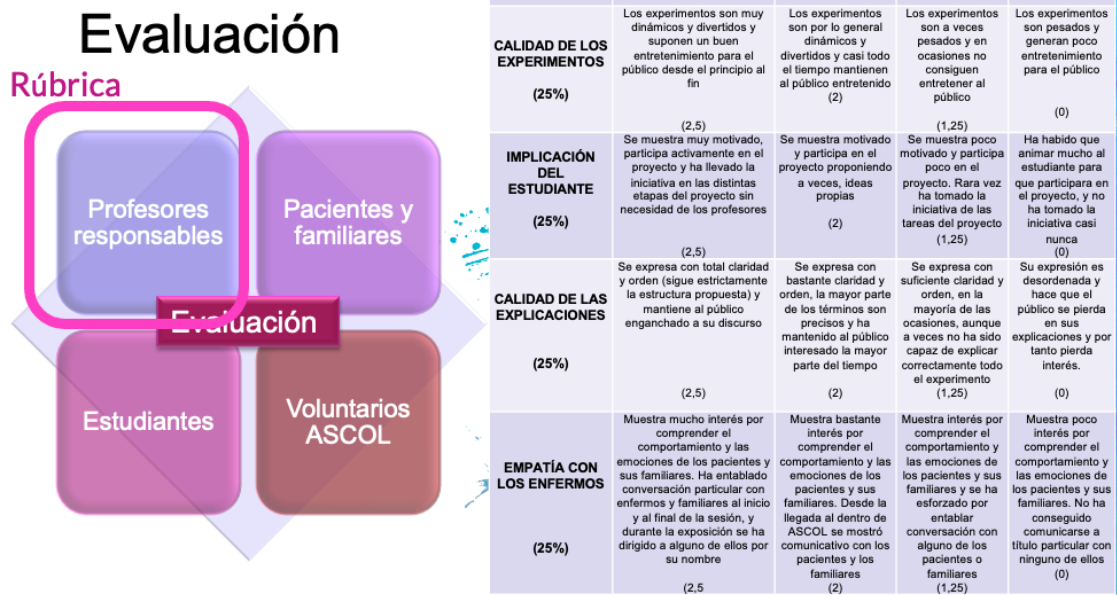 Evaluación
Rúbrica
Profesores
responsables
Pacientes y
familiares
Evaluación
Estudiantes
Voluntarios
ASCOL
CALIDAD DE LOS
EXPERIMENTOS
(25%)
Los experimentos son muy
dinámicos y divertidos y
suponen un buen
entretenimiento para el
público desde el principio al
fin
(2,5)
Los experimentos
son por lo general
dinámicos y
divertidos y casi todo
el tiempo mantienen
al público entretenido
(2)
Los experimentos
son a veces
pesados y en
ocasiones no
consiguen
entretener al
público
(1,25)
Los experimentos
son pesados y
generan poco
entretenimiento
para el público
(0)
IMPLICACIÓN
DEL
ESTUDIANTE
(25%)
Se muestra muy motivado,
participa activamente en el
proyecto y ha llevado la
iniciativa en las distintas
etapas del proyecto sin
necesidad de los profesores
(2,5)
Se muestra motivado
y participa en el
proyecto proponiendo
a veces, ideas
propias
(2)
Se muestra poco
motivado y participa
poco en el
proyecto. Rara vez
ha tomado la
iniciativa de las
tareas del proyecto
(1,25)
Ha habido que
animar mucho al
estudiante para
que participara en
el proyecto, y no
ha tomado la
iniciativa casi
nunca
(0)
CALIDAD DE LAS
EXPLICACIONES
(25%)
Se expresa con total claridad
y orden (sigue estrictamente
la estructura propuesta) y
mantiene al público
enganchado a su discurso
(2,5)
Se expresa con
bastante claridad y
orden, la mayor parte
de los términos son
precisos y ha
mantenido al público
interesado la mayor
parte del tiempo
(2)
Se expresa con
suficiente claridad y
orden, en la
mayoría de las
ocasiones, aunque
a veces no ha sido
capaz de explicar
correctamente todo
el experimento
(1,25)
Su expresión es
desordenada y
hace que el
público se pierda
en sus
explicaciones y por
tanto pierda
interés.
(0)
EMPATÍA CON
LOS ENFERMOS
(25%)
Muestra mucho interés por
comprender el
comportamiento y las
emociones de los pacientes y
sus familiares. Ha entablado
conversación particular con
enfermos y familiares al inicio
y al final de la sesión, y
durante la exposición se ha
dirigido a alguno de ellos por
su nombre
(2,5
Muestra bastante
interés por
comprender el
comportamiento y las
emociones de los
pacientes y sus
familiares. Desde la
llegada al dentro de
ASCOL se mostró
comunicativo con los
pacientes y los
familiares
(2)
Muestra interés por
comprender el
comportamiento y
las emociones de
los pacientes y sus
familiares y se ha
esforzado por
entablar
conversación con
alguno de los
pacientes o
familiares
(1,25)
Muestra poco
interés por
comprender el
comportamiento y
las emociones de
los pacientes y sus
familiares. No ha
conseguido
comunicarse a
título particular con
ninguno de ellos
(0)